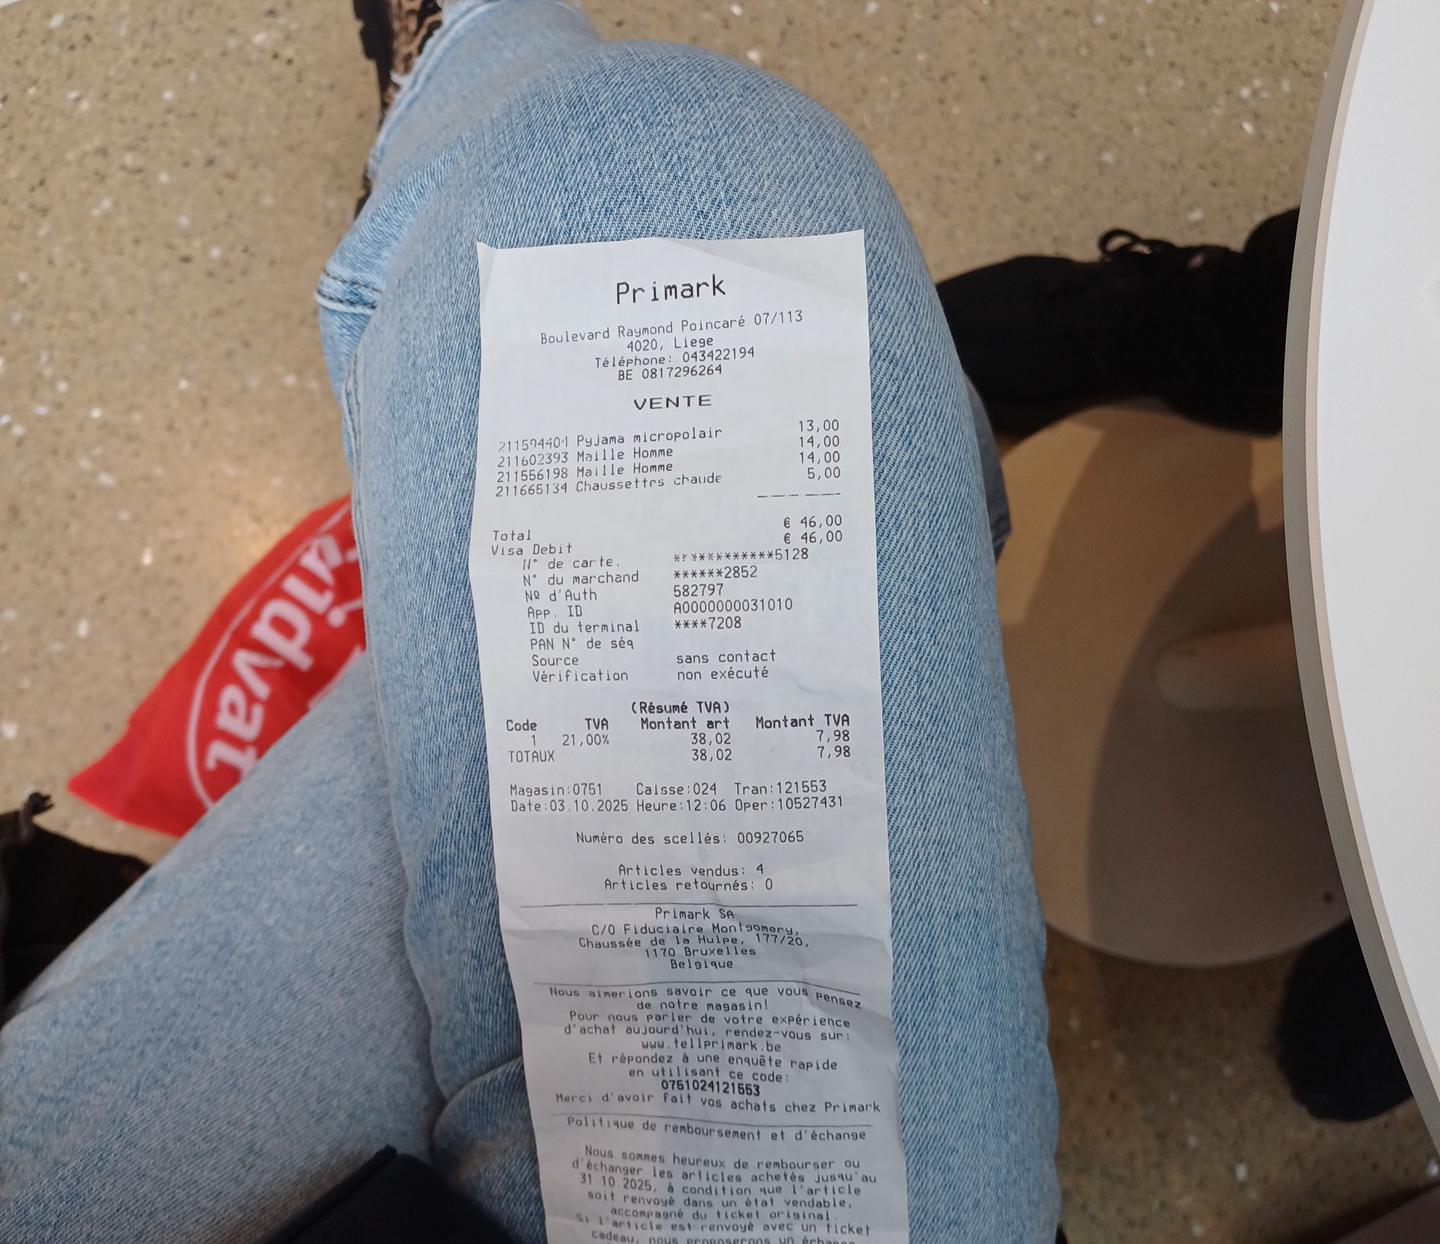 Primark
Boulevard Raymond Poincaré 07/113
4020, Liege
Téléphone: 043422194
BE 0817296264
VENTE
211594401 Pyjama micropolair 13,00
211602393 Maille Homme 14,00
211556198 Maille Homme 14,00
211665134 Chaussettes chaude 5,00
Total € 46,00
Visa Debit € 46,00
N° de carte. ************5128
N° du marchand ******2852
Nº d'Auth 582797
App. ID A0000000031010
ID du terminal ****7208
PAN N° de séq
Source sans contact
Vérification non exécuté
(Résumé TVA)
Code TVA Montant art Montant TVA
1 21,00% 38,02 7,98
TOTAUX 38,02 7,98
Magasin:0751 Caisse:024 Tran:121553
Date:03.10.2025 Heure:12:06 Oper:10527431
Numéro des scellés: 00927065
Articles vendus: 4
Articles retournés: 0
Primark SA
C/O Fiduciaire Montgomery,
Chaussée de la Hulpe, 177/20,
1170 Bruxelles
Belgique
Nous aimerions savoir ce que vous pensez
de notre magasin!
Pour nous parler de votre expérience
d'achat aujourd'hui, rendez-vous sur:
www.tellprimark.be
Et répondez à une enquête rapide
en utilisant ce code:
0751024121553
Merci d'avoir fait vos achats chez Primark
Politique de remboursement et d'échange
Nous sommes heureux de rembourser ou
d'échanger les articles achetés jusqu'au
31.10.2025, à condition que l'article
soit renvoyé dans un état vendable,
accompagné du ticket original.
Si l'article est renvoyé avec un ticket
cadeau, nous proposerons un échange